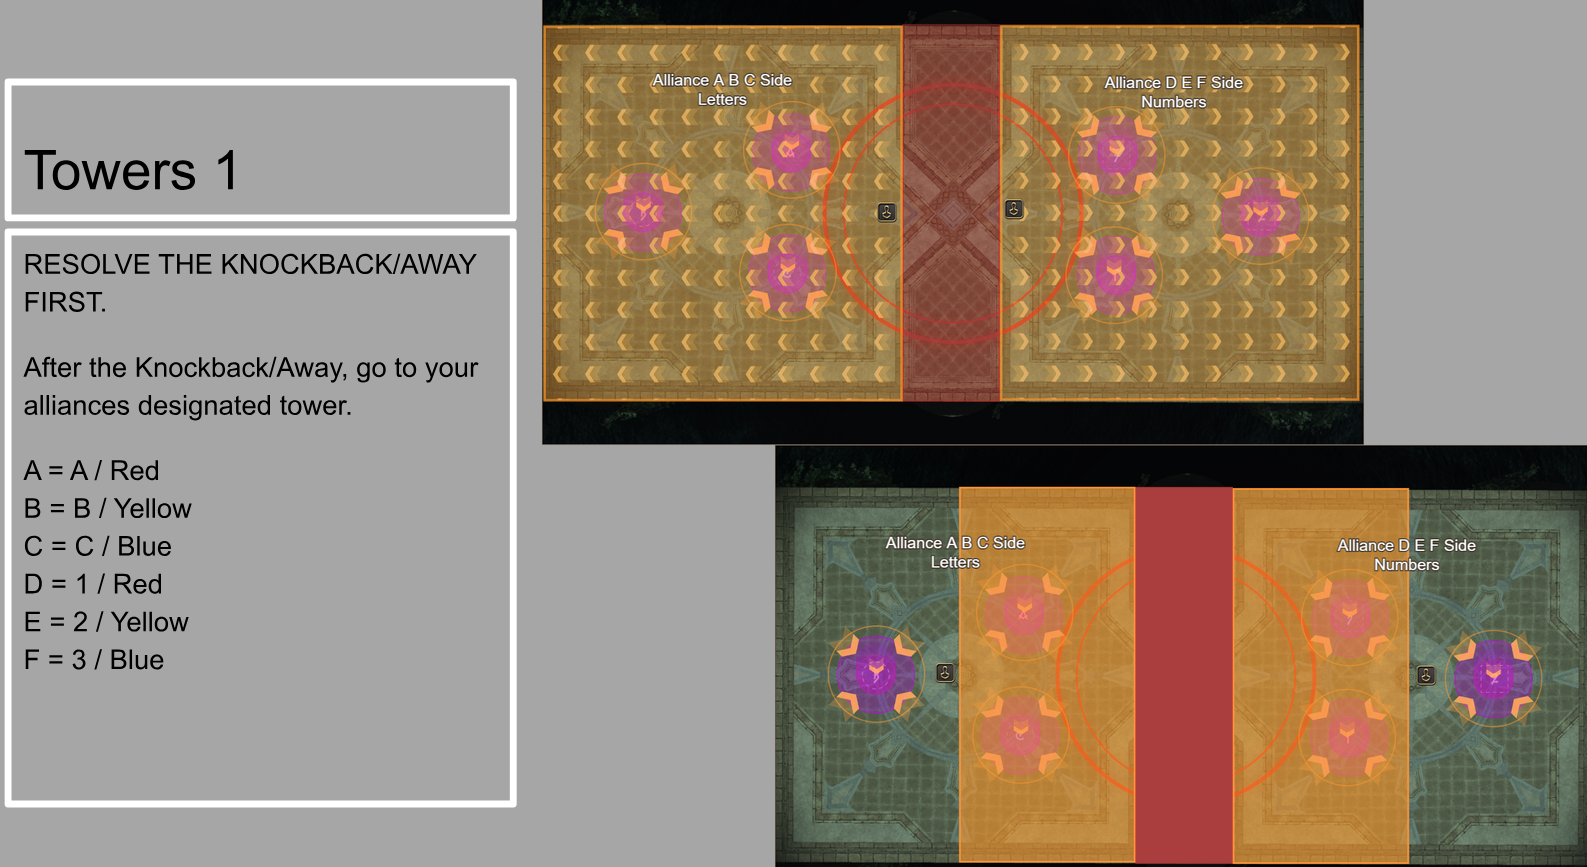 Towers 1
RESOLVE THE KNOCKBACK/AWAY
FIRST.
After the Knockback/Away, go to your
alliances designated tower.
A = A / Red
B = B / Yellow
C = C / Blue
D = 1 / Red
E = 2 / Yellow
F = 3 / Blue
Alliance A B C Side
Letters
Alliance D E F Side
Numbers
Alliance A B C Side
Letters
Alliance D E F Side
Numbers